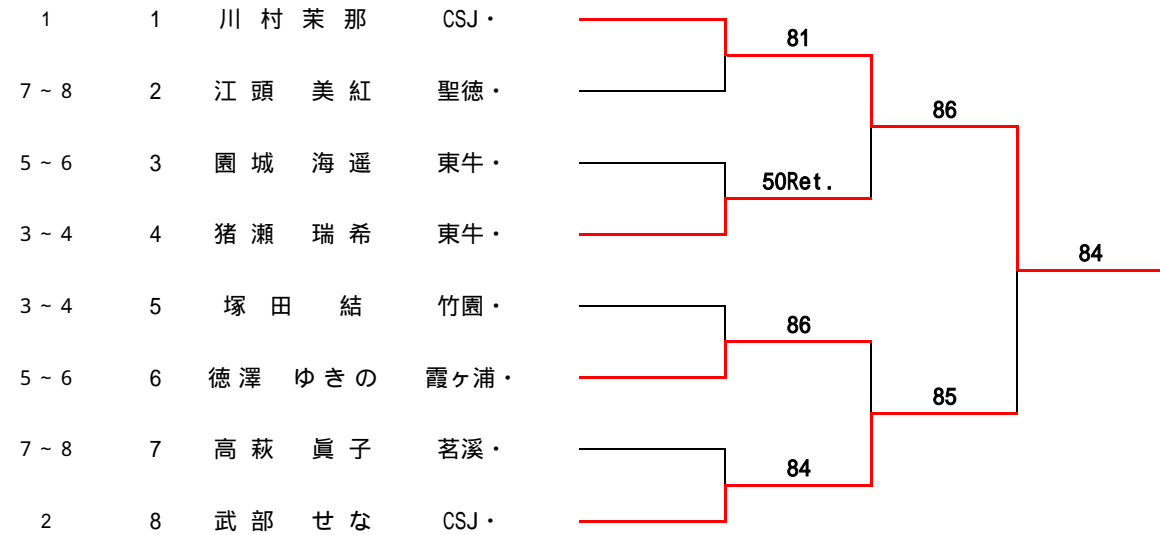 1 1 川村茉那 CSJ・
81
7~8 2 江頭 美紅 聖徳・
86
5~6 3 園城 海遥 東牛・
50Ret.
3~4 4 猪瀬 瑞希 東牛・
84
3~4 5 塚田 結 竹園・
86
5~6 6 徳澤 ゆきの 霞ヶ浦・
85
7~8 7 高萩 眞子 茗溪・
84
2 8 武部 せな CSJ・